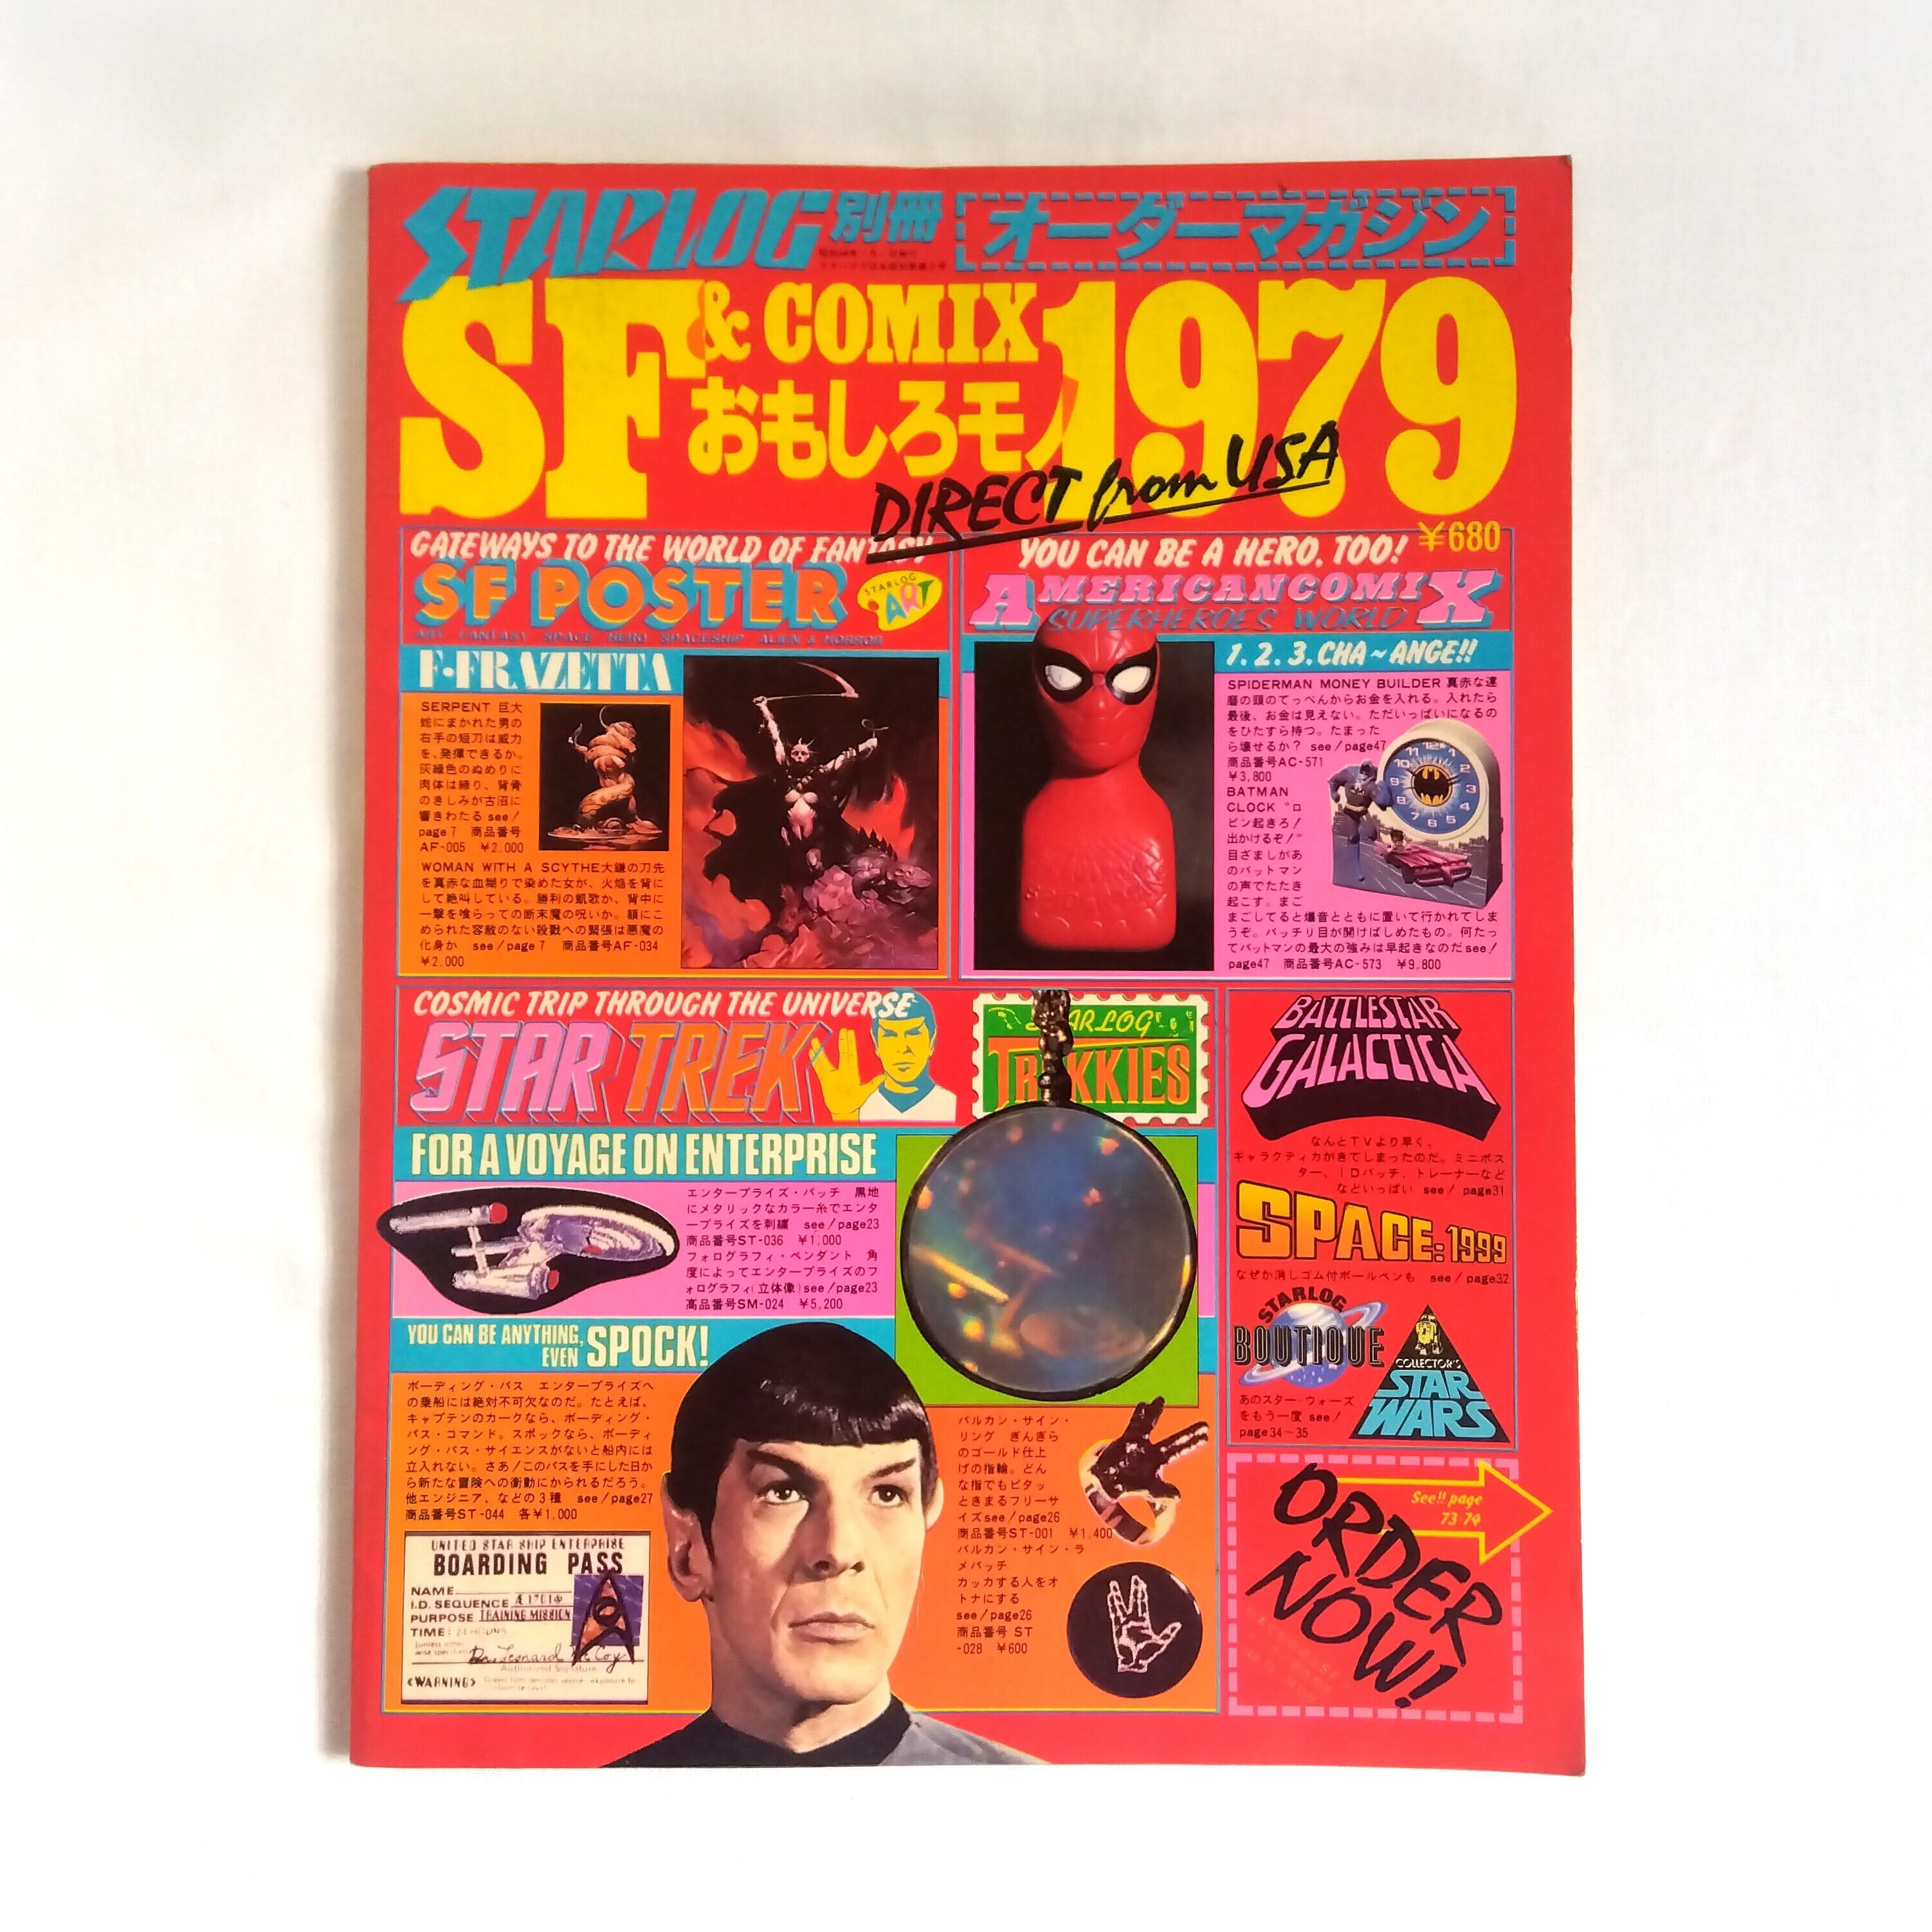 STARLOG 別冊 オーダーマガジン
SF & COMIX 1979
おもしろモノ
DIRECT from USA
¥680
GATEWAYS TO THE WORLD OF FANTASY
SF POSTER
STARLOG ART
ART FANTASY SPACE HERO SPACESHIP ALIEN & HORROR
F·FRAZETTA
SERPENT 巨大
蛇にまかれた男の
右手の短刀は威力
を、発揮できるか。
灰緑色のぬめりに
肉体は縛り、背骨
のきしみが古沼に
響きわたる see/
page7 商品番号
AF-005 ¥2,000
WOMAN WITH A SCYTHE大鎌の刀先
を真赤な血糊りで染めた女が、火焔を背に
して絶叫している。勝利の凱歌か、背中に
一撃を喰らっての断末魔の呪いか。額にこ
められた容赦のない殺戮への緊張は悪魔の
化身か see/page7 商品番号AF-034
¥2,000
YOU CAN BE A HERO, TOO!
AMERICANCOMIX
SUPERHEROES WORLD
1. 2. 3. CHA~ANGE!!
SPIDERMAN MONEY BUILDER 真赤な達
磨の頭のてっぺんからお金を入れる。入れたら
最後、お金は見えない。ただいっぱいになるの
をひたすら待つ。たまった
ら壊せるか? see/page47
商品番号AC-571
¥3,800
BATMAN
CLOCK "ロ
ビン起きろ!
出かけるぞ!"
目ざましがあ
のバットマン
の声でたたき
起こす。まご
まごしてると爆音とともに置いて行かれてしま
うぞ。バッチリ目が開けばしめたもの。何たっ
てバットマンの最大の強みは早起きなのだsee/
page47 商品番号AC-573 ¥9,800
COSMIC TRIP THROUGH THE UNIVERSE
STAR TREK
STARLOG
TREKKIES
FOR A VOYAGE ON ENTERPRISE
エンタープライズ・パッチ 黒地
にメタリックなカラー糸でエンタ
ープライズを刺繍 see/page23
商品番号ST-036 ¥1,000
フォログラフィ・ペンダント 角
度によってエンタープライズのフ
ォログラフィ(立体像)see/page23
商品番号SM-024 ¥5,200
YOU CAN BE ANYTHING,
EVEN SPOCK!
ボーディング・パス エンタープライズへ
の乗船には絶対不可欠なのだ。たとえば、
キャプテンのカークなら、ボーディング・
パス・コマンド。スポックなら、ボーディ
ング・パス・サイエンスがないと船内には
立入れない。さあ!このパスを手にした日か
ら新たな冒険への衝動にかられるだろう。
他エンジニア、などの3種 see/page27
商品番号ST-044 各¥1,000
UNITED STAR SHIP ENTERPRISE
BOARDING PASS
NAME
I.D. SEQUENCE
PURPOSE TRAINING MISSION
TIME: 24 HOURS
Dr. Leonard McCoy
Authorized Signature
<WARNING>
バルカン・サイン・
リング ぎんぎら
のゴールド仕上
げの指輪。どん
な指でもピタッ
ときまるフリーサ
イズsee/page26
商品番号ST-001 ¥1,400
バルカン・サイン・ラ
メバッチ
カッカする人をオ
トナにする
see/page26
商品番号 ST
-028 ¥600
BATTLESTAR
GALACTICA
なんとTVより早く、
ギャラクティカがきてしまったのだ。ミニポス
ター、IDバッチ、トレーナーなど
などいっぱい see/ page31
SPACE: 1999
なぜか消しゴム付ボールペンも see/page32
STARLOG
BOUTIQUE
COLLECTOR'S
STAR
WARS
あのスター・ウォーズ
をもう一度 see/
page34~35
See!! page
73·74
ORDER
NOW!